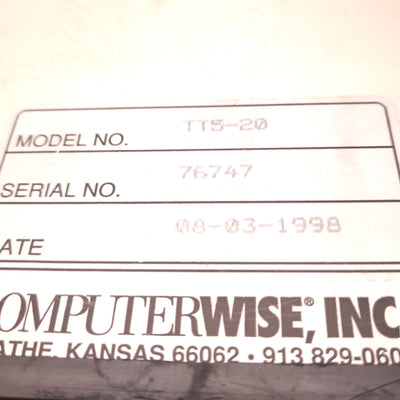 MODEL NO. TT5-20
SERIAL NO. 76747
ATE 08-03-1998
OMPUTERWISE,® INC
ATHE, KANSAS 66062 • 913 829-060